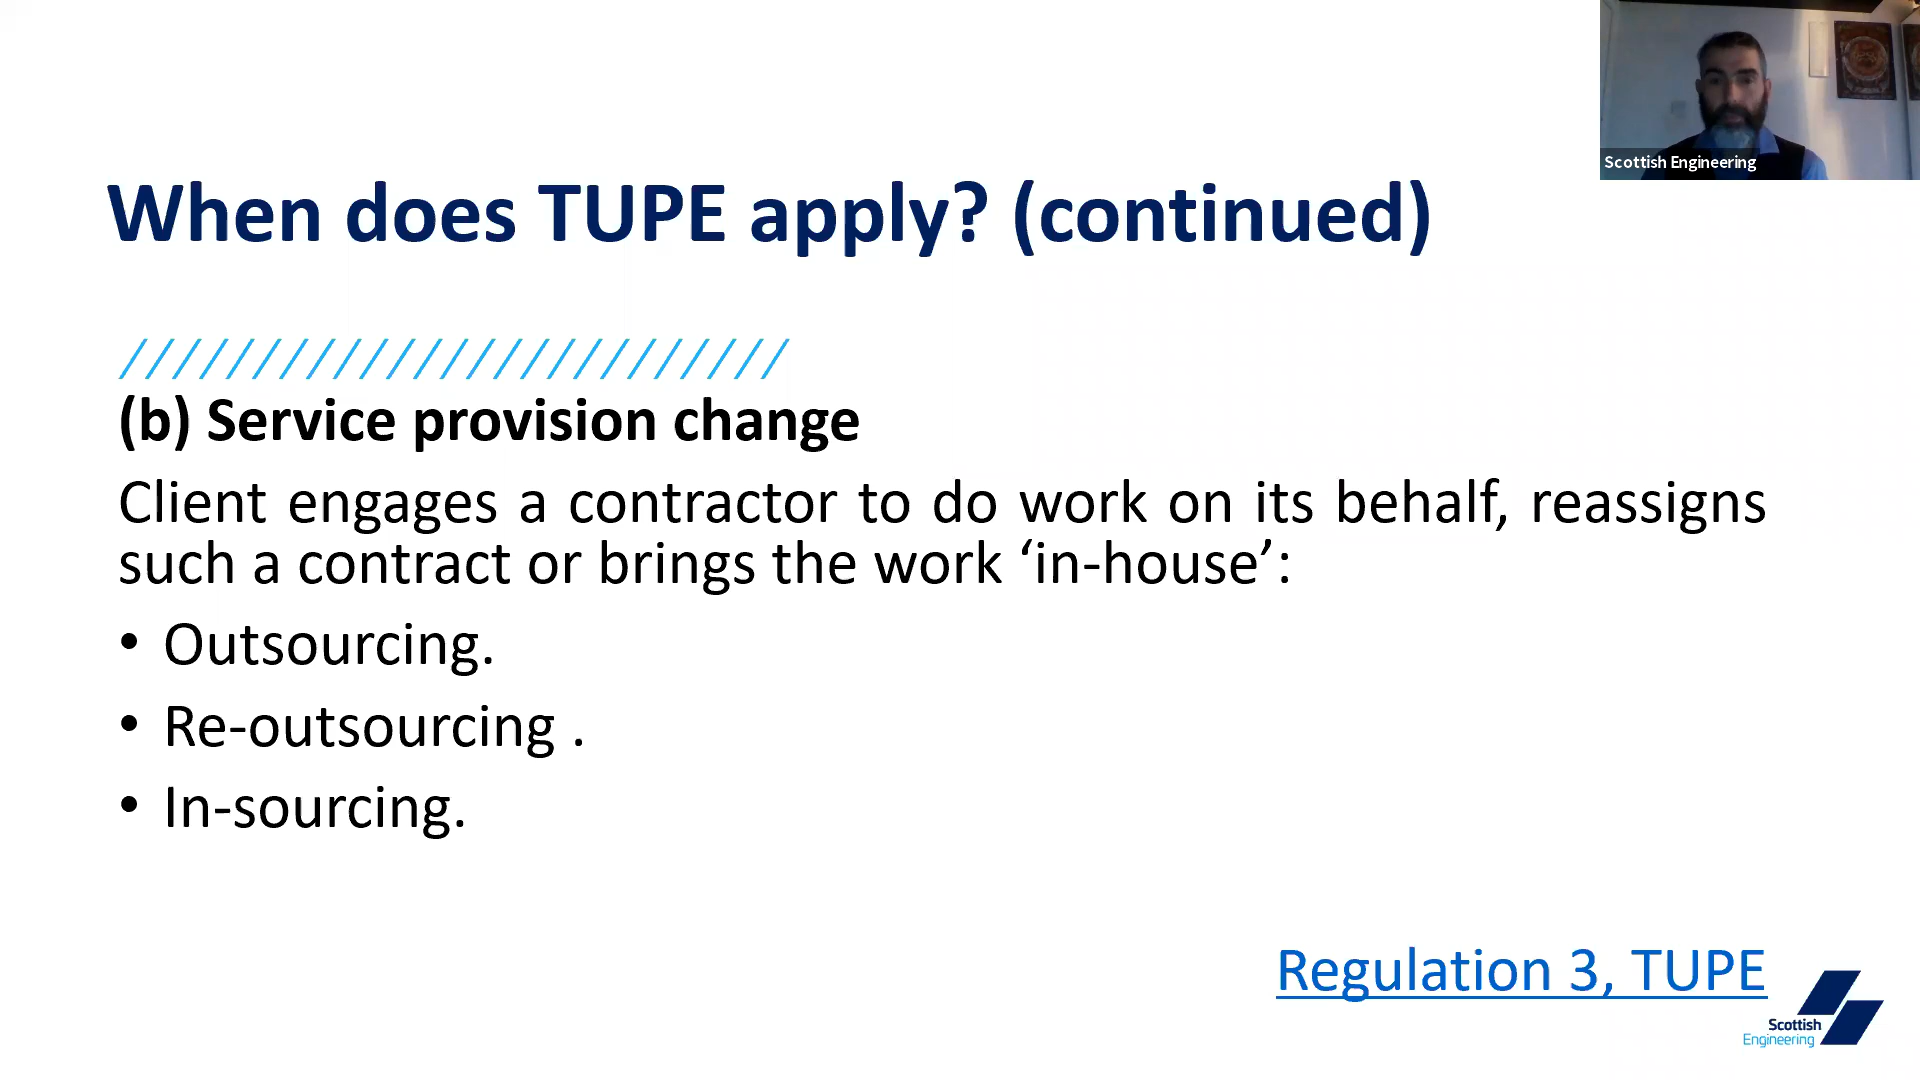 Scottish Engineering
When does TUPE apply? (continued)
(b) Service provision change
Client engages a contractor to do work on its behalf, reassigns
such a contract or brings the work ‘in-house’:
• Outsourcing.
• Re-outsourcing .
• In-sourcing.
Regulation 3, TUPE
Scottish
Engineering